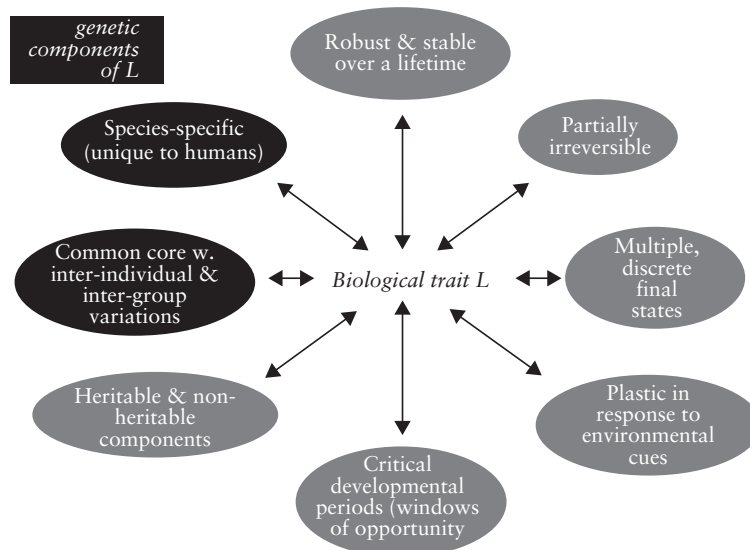 genetic
components
of L
Robust & stable
over a lifetime
Species-specific
(unique to humans)
Partially
irreversible
Common core w.
inter-individual &
inter-group
variations
Biological trait L
Multiple,
discrete
final
states
Heritable & non-
heritable
components
Plastic in
response to
environmental
cues
Critical
developmental
periods (windows
of opportunity